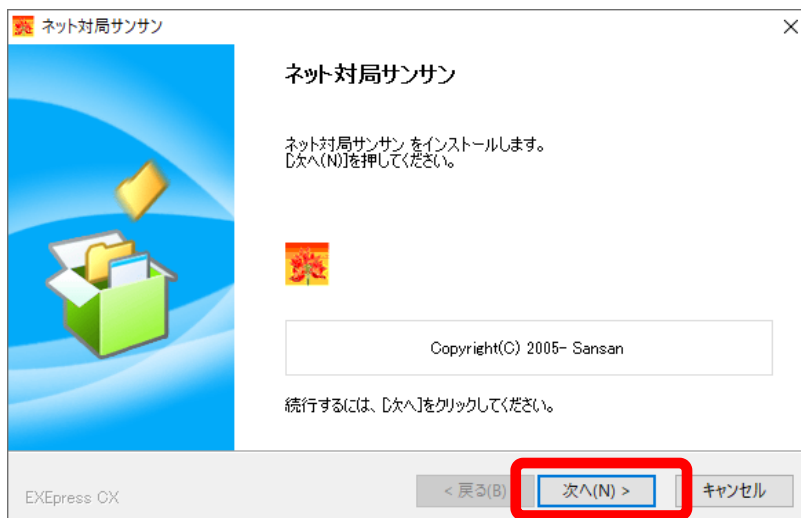 ネット対局サンサン
ネット対局サンサン
ネット対局サンサン をインストールします。
[次へ(N)]を押してください。
Copyright(C) 2005- Sansan
続行するには、[次へ]をクリックしてください。
EXEpress CX
< 戻る(B)
次へ(N) >
キャンセル